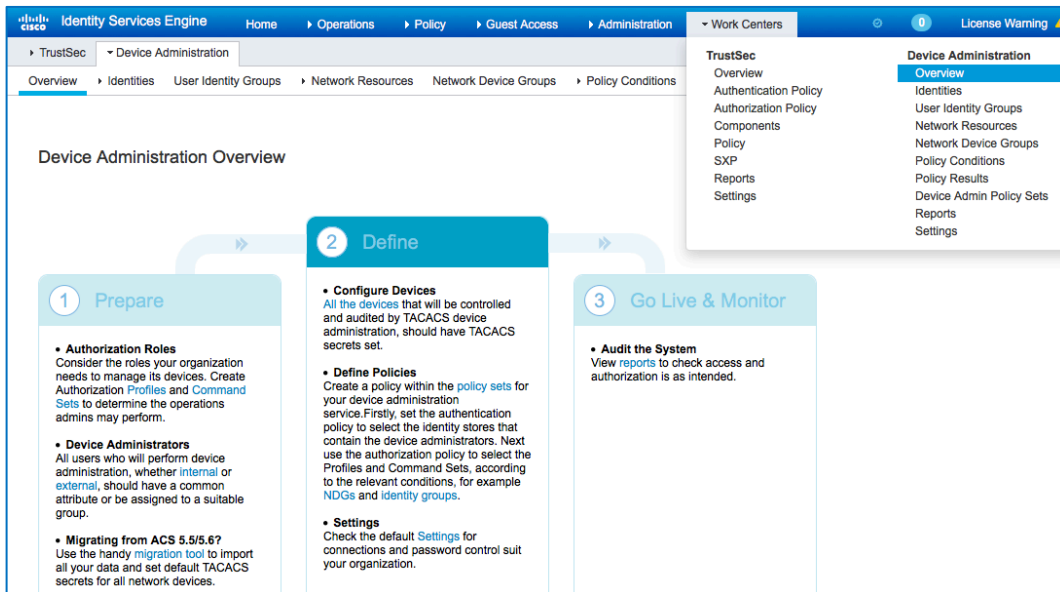 cisco Identity Services Engine Home Operations Policy Guest Access Administration Work Centers 0 License Warning
TrustSec Device Administration
Overview Identities User Identity Groups Network Resources Network Device Groups Policy Conditions
TrustSec
Overview
Authentication Policy
Authorization Policy
Components
Policy
SXP
Reports
Settings
Device Administration
Overview
Identities
User Identity Groups
Network Resources
Network Device Groups
Policy Conditions
Policy Results
Device Admin Policy Sets
Reports
Settings
Device Administration Overview
1 Prepare
• Authorization Roles
Consider the roles your organization
needs to manage its devices. Create
Authorization Profiles and Command
Sets to determine the operations
admins may perform.
• Device Administrators
All users who will perform device
administration, whether internal or
external, should have a common
attribute or be assigned to a suitable
group.
• Migrating from ACS 5.5/5.6?
Use the handy migration tool to import
all your data and set default TACACS
secrets for all network devices.
2 Define
• Configure Devices
All the devices that will be controlled
and audited by TACACS device
administration, should have TACACS
secrets set.
• Define Policies
Create a policy within the policy sets for
your device administration
service.Firstly, set the authentication
policy to select the identity stores that
contain the device administrators. Next
use the authorization policy to select the
Profiles and Command Sets, according
to the relevant conditions, for example
NDGs and identity groups.
• Settings
Check the default Settings for
connections and password control suit
your organization.
3 Go Live & Monitor
• Audit the System
View reports to check access and
authorization is as intended.